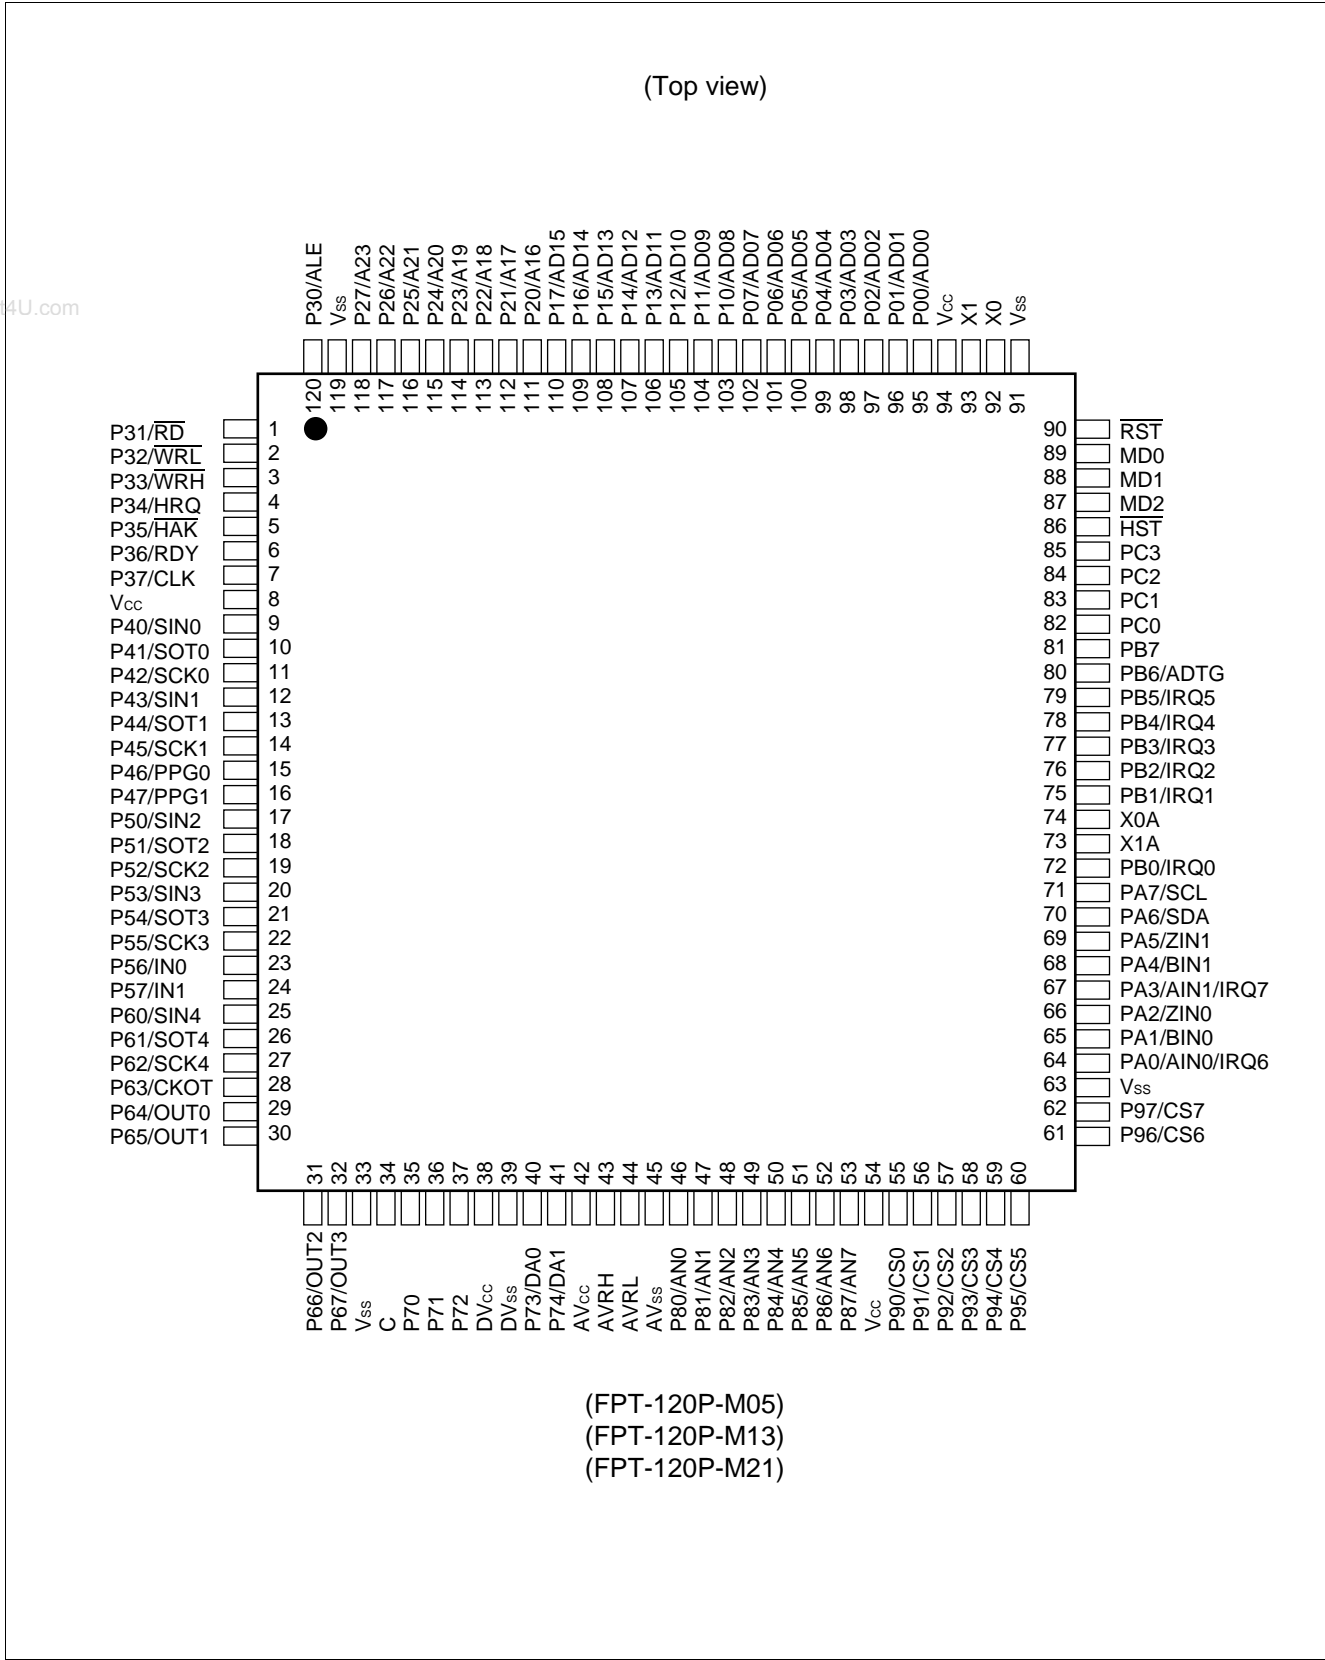 (Top view)
t4U.com
P30/ALE
Vss
P27/A23
P26/A22
P25/A21
P24/A20
P23/A19
P22/A18
P21/A17
P20/A16
P17/AD15
P16/AD14
P15/AD13
P14/AD12
P13/AD11
P12/AD10
P11/AD09
P10/AD08
P07/AD07
P06/AD06
P05/AD05
P04/AD04
P03/AD03
P02/AD02
P01/AD01
P00/AD00
Vcc
X1
X0
Vss
120
119
118
117
116
115
114
113
112
111
110
109
108
107
106
105
104
103
102
101
100
99
98
97
96
95
94
93
92
91
P31/RD 1
P32/WRL 2
P33/WRH 3
P34/HRQ 4
P35/HAK 5
P36/RDY 6
P37/CLK 7
Vcc 8
P40/SIN0 9
P41/SOT0 10
P42/SCK0 11
P43/SIN1 12
P44/SOT1 13
P45/SCK1 14
P46/PPG0 15
P47/PPG1 16
P50/SIN2 17
P51/SOT2 18
P52/SCK2 19
P53/SIN3 20
P54/SOT3 21
P55/SCK3 22
P56/IN0 23
P57/IN1 24
P60/SIN4 25
P61/SOT4 26
P62/SCK4 27
P63/CKOT 28
P64/OUT0 29
P65/OUT1 30
90 RST
89 MD0
88 MD1
87 MD2
86 HST
85 PC3
84 PC2
83 PC1
82 PC0
81 PB7
80 PB6/ADTG
79 PB5/IRQ5
78 PB4/IRQ4
77 PB3/IRQ3
76 PB2/IRQ2
75 PB1/IRQ1
74 X0A
73 X1A
72 PB0/IRQ0
71 PA7/SCL
70 PA6/SDA
69 PA5/ZIN1
68 PA4/BIN1
67 PA3/AIN1/IRQ7
66 PA2/ZIN0
65 PA1/BIN0
64 PA0/AIN0/IRQ6
63 Vss
62 P97/CS7
61 P96/CS6
31
32
33
34
35
36
37
38
39
40
41
42
43
44
45
46
47
48
49
50
51
52
53
54
55
56
57
58
59
60
P66/OUT2
P67/OUT3
Vss
C
P70
P71
P72
DVcc
DVss
P73/DA0
P74/DA1
AVcc
AVRH
AVRL
AVss
P80/AN0
P81/AN1
P82/AN2
P83/AN3
P84/AN4
P85/AN5
P86/AN6
P87/AN7
Vcc
P90/CS0
P91/CS1
P92/CS2
P93/CS3
P94/CS4
P95/CS5
(FPT-120P-M05)
(FPT-120P-M13)
(FPT-120P-M21)